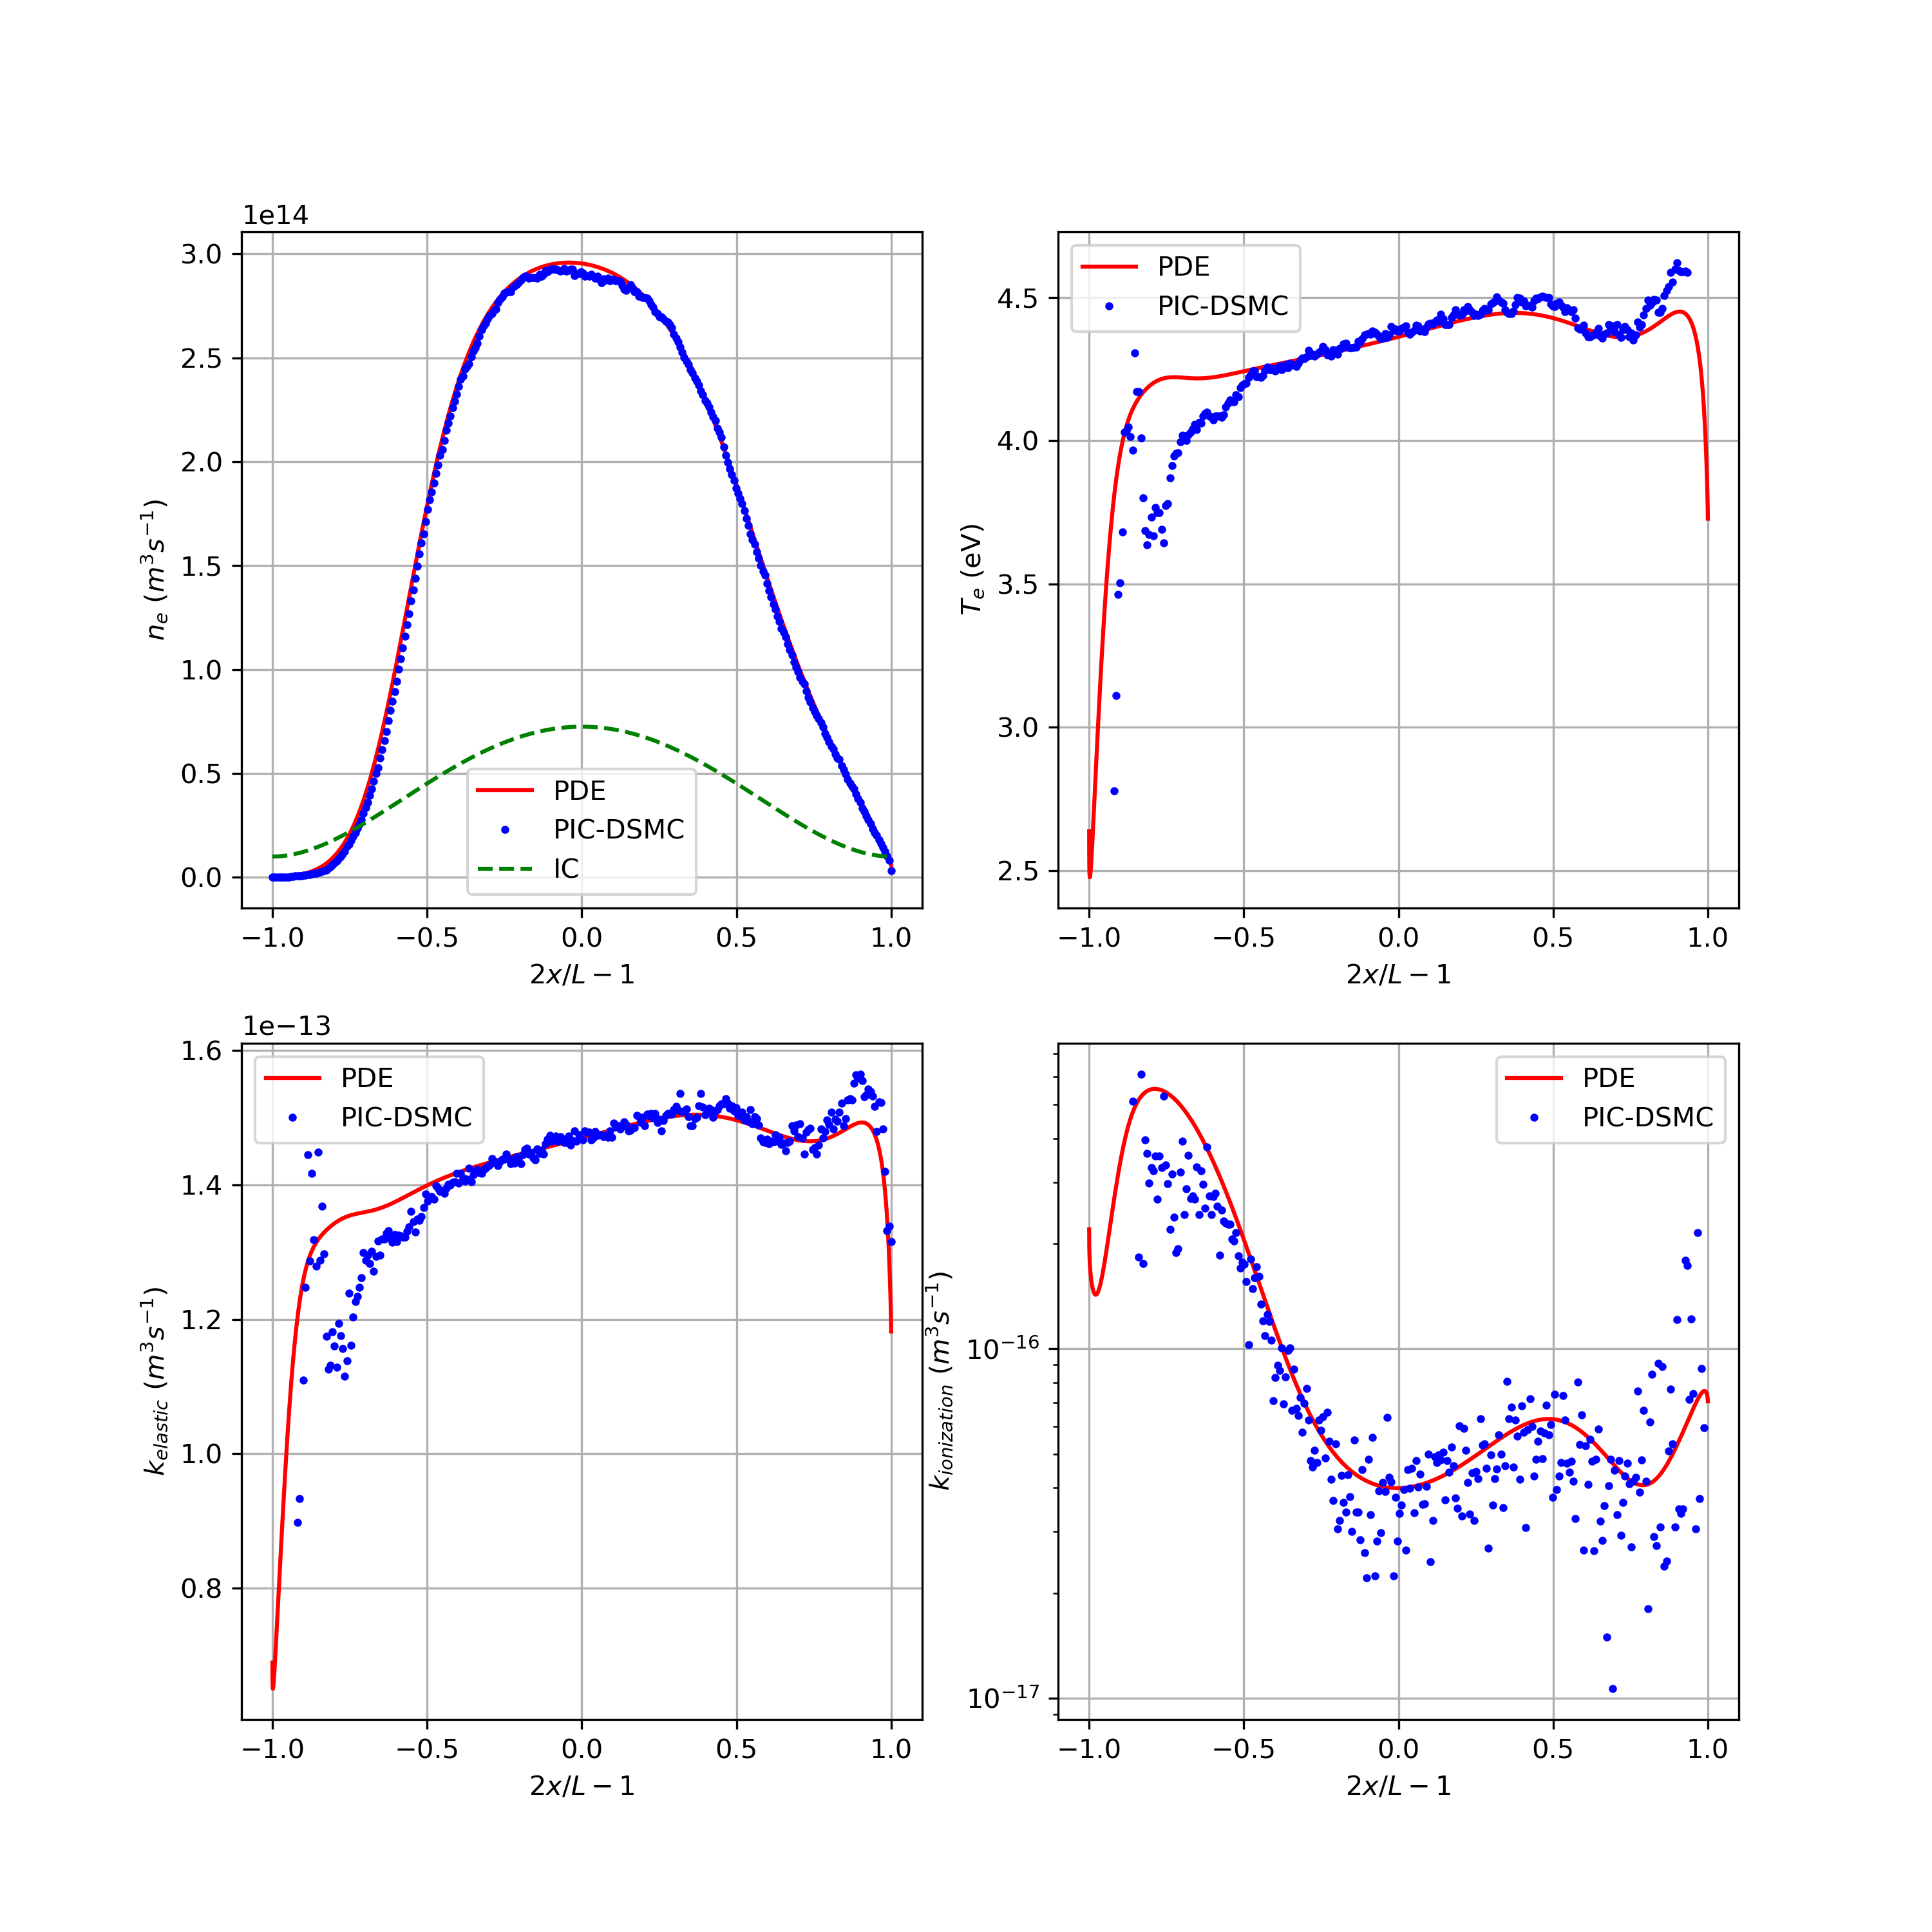 1e14
3.0
2.5
2.0
1.5
1.0
0.5
0.0
n_e (m^3 s^{-1})
PDE
PIC-DSMC
IC
−1.0 −0.5 0.0 0.5 1.0
2x/L − 1
PDE
PIC-DSMC
4.5
4.0
3.5
3.0
2.5
T_e (eV)
−1.0 −0.5 0.0 0.5 1.0
2x/L − 1
1e−13
1.6
1.4
1.2
1.0
0.8
k_{elastic} (m^3 s^{-1})
PDE
PIC-DSMC
−1.0 −0.5 0.0 0.5 1.0
2x/L − 1
PDE
PIC-DSMC
10^{-16}
10^{-17}
k_{ionization} (m^3 s^{-1})
−1.0 −0.5 0.0 0.5 1.0
2x/L − 1